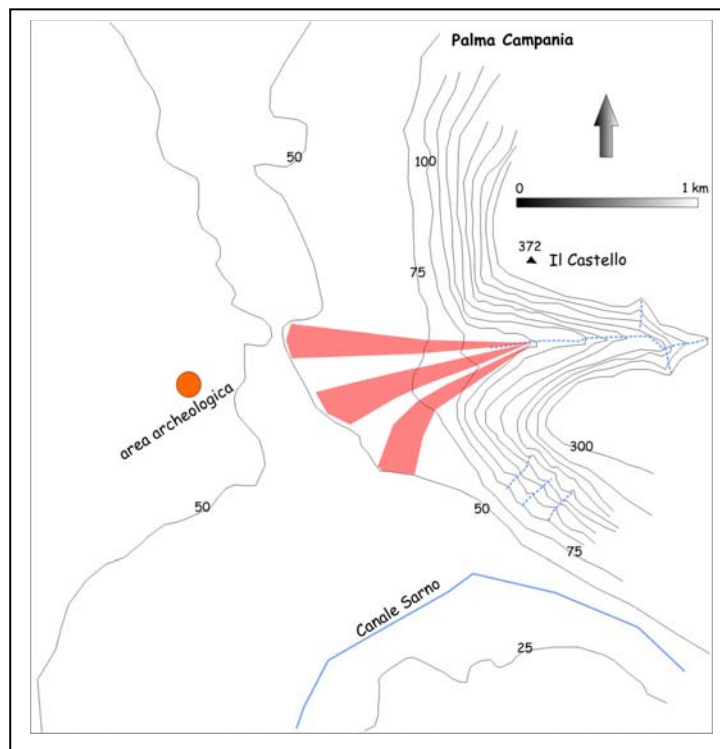 Palma Campania
50
100
0 1 km
372
Il Castello
75
area archeologica
300
50
50
75
Canale Sarno
25